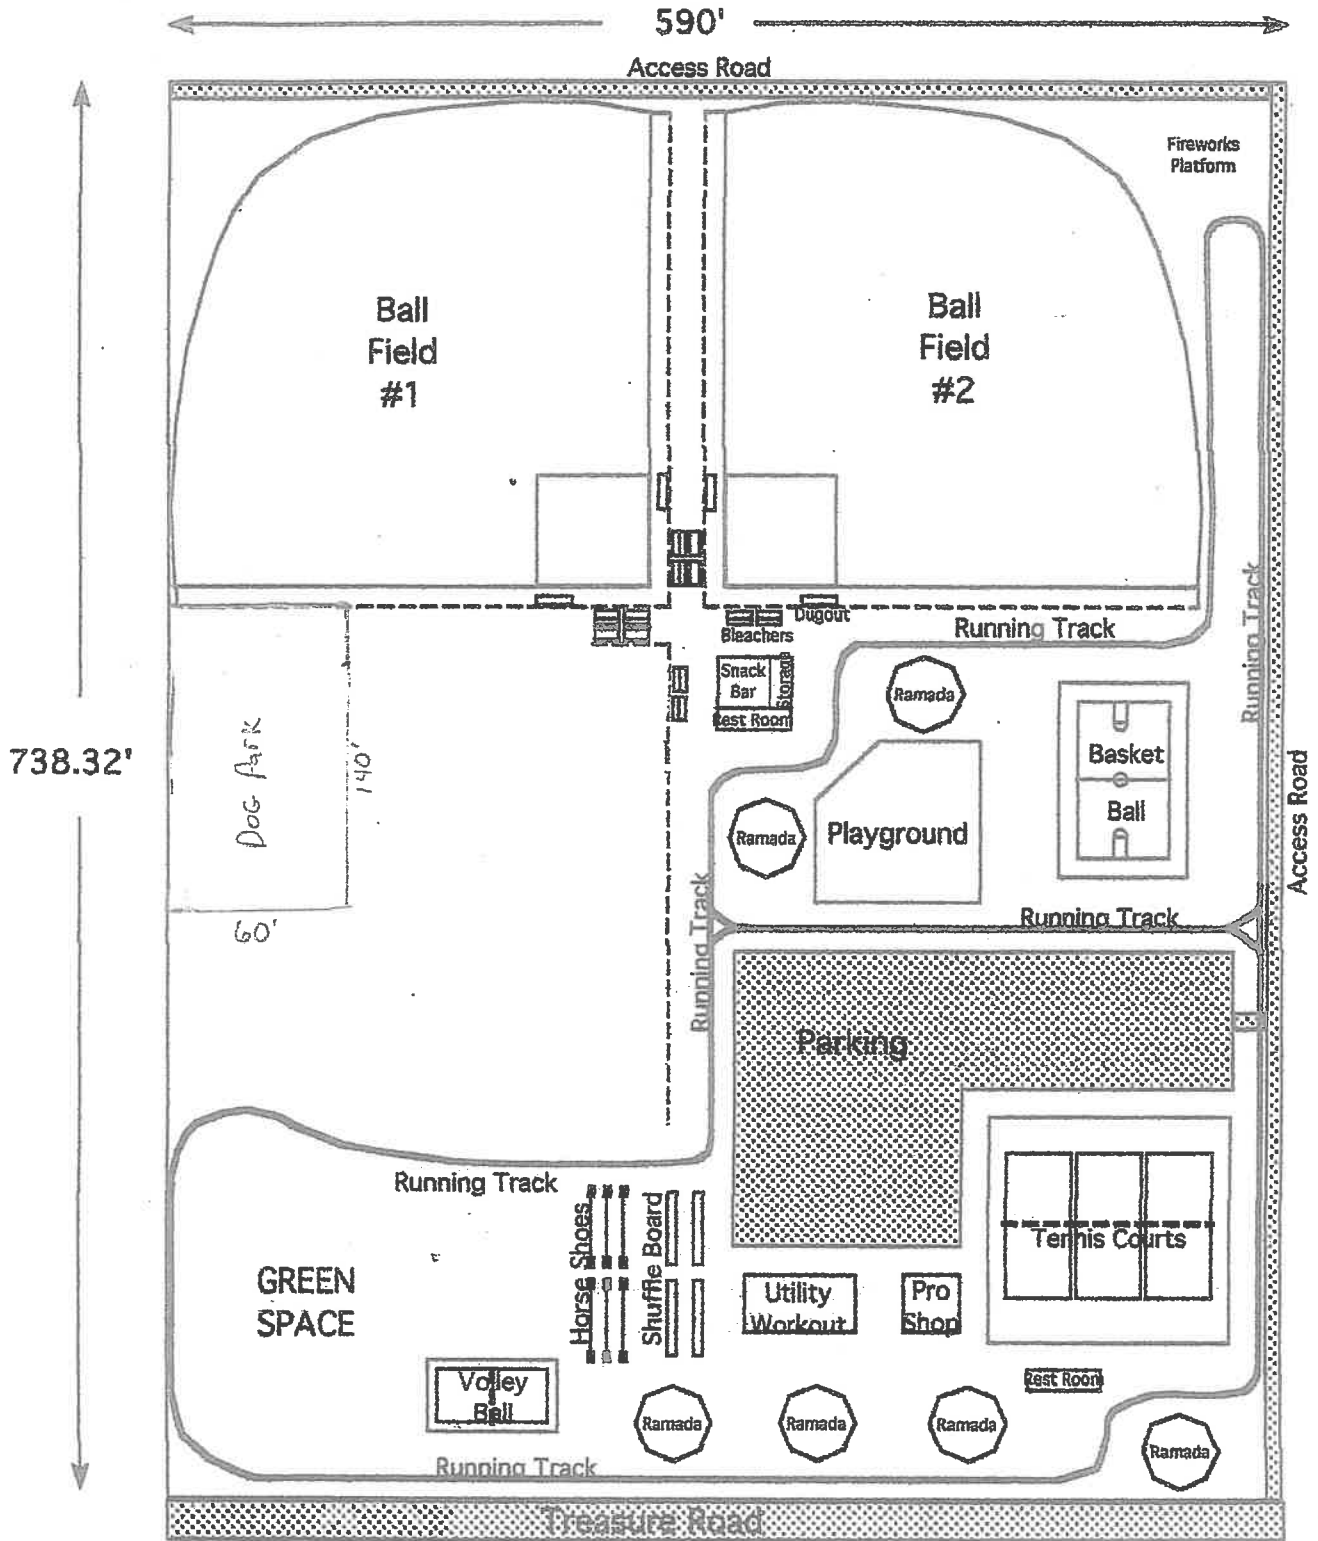 590'
Access Road
Fireworks
Platform
Ball
Field
#1
Ball
Field
#2
Running Track
Dugout
Bleachers
Running Track
Snack
Bar
Storage
Rest Room
Ramada
738.32'
DOG PARK
140'
60'
Basket
Ball
Access Road
Ramada
Playground
Running Track
Running Track
Parking
Running Track
Tennis Courts
GREEN
SPACE
Horse Shoes
Shuffle Board
Utility
Workout
Pro
Shop
Volley
Ball
Rest Room
Ramada
Ramada
Ramada
Ramada
Running Track
Treasure Road